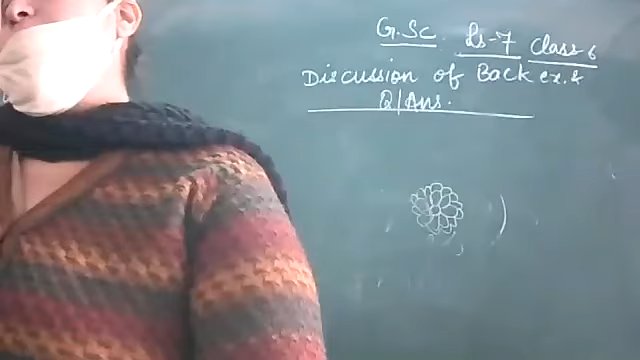 G.Sc. Ls-7 Class-6
Discussion of Back ex. &
Q/Ans.